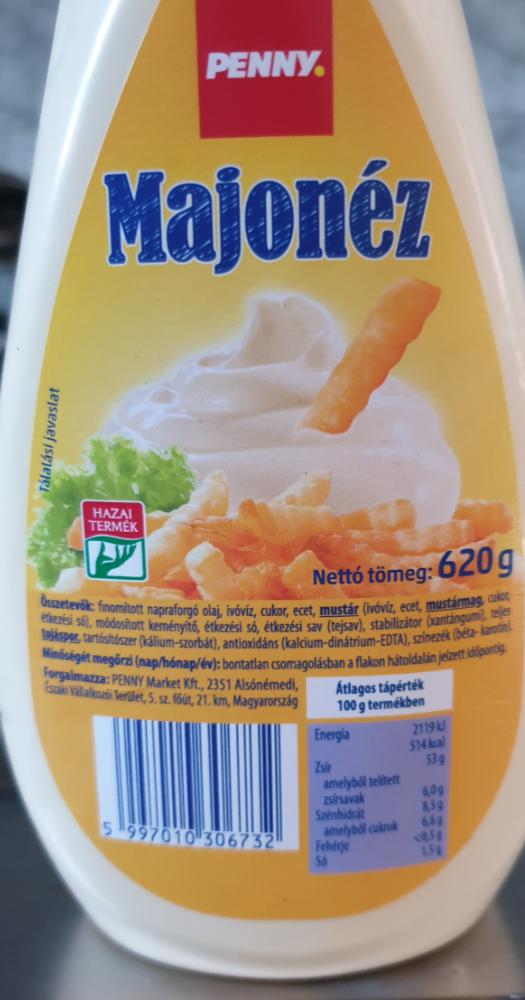 PENNY.
Majonéz
Tálalási javaslat
HAZAI
TERMÉK
Nettó tömeg: 620 g
Összetevők: finomított napraforgó olaj, ivóvíz, cukor, ecet, mustár (ivóvíz, ecet, mustármag, cukor,
étkezési só), módosított keményítő, étkezési só, étkezési sav (tejsav), stabilizátor (xantángumi), teljes
tojáspor, tartósítószer (kálium-szorbát), antioxidáns (kalcium-dinátrium-EDTA), színezék (béta- karotin).
Minőségét megőrzi (nap/hónap/év): bontatlan csomagolásban a flakon hátoldalán jelzett időpontig.
Forgalmazza: PENNY Market Kft., 2351 Alsónémedi,
Északi Vállalkozói Terület, 5. sz. főút, 21. km, Magyarország
Átlagos tápérték
100 g termékben
Energia 2119 kJ
514 kcal
Zsír 53 g
amelyből telített
zsírsavak 6,0 g
Szénhidrát 8,5 g
amelyből cukrok 6,6 g
Fehérje <0,5 g
Só 1,5 g
5 997010 306732